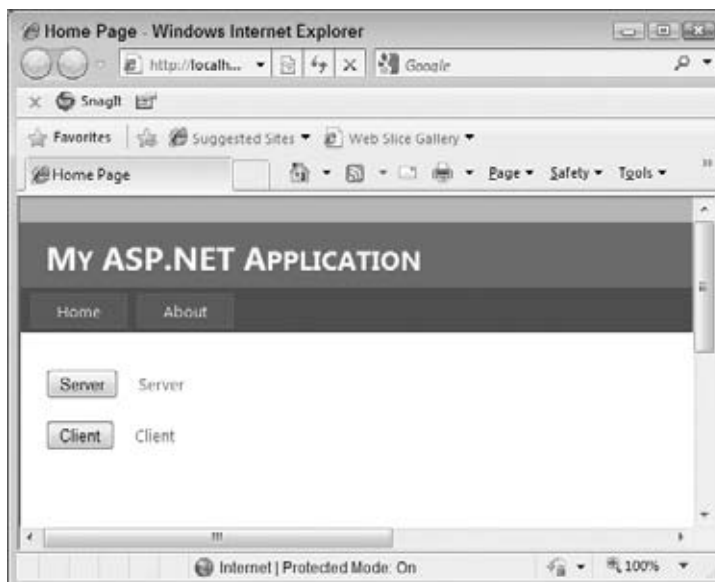 Home Page - Windows Internet Explorer
http://localh... Google
SnagIt
Favorites Suggested Sites Web Slice Gallery
Home Page Page Safety Tools
MY ASP.NET APPLICATION
Home About
Server Server
Client Client
Internet | Protected Mode: On 100%